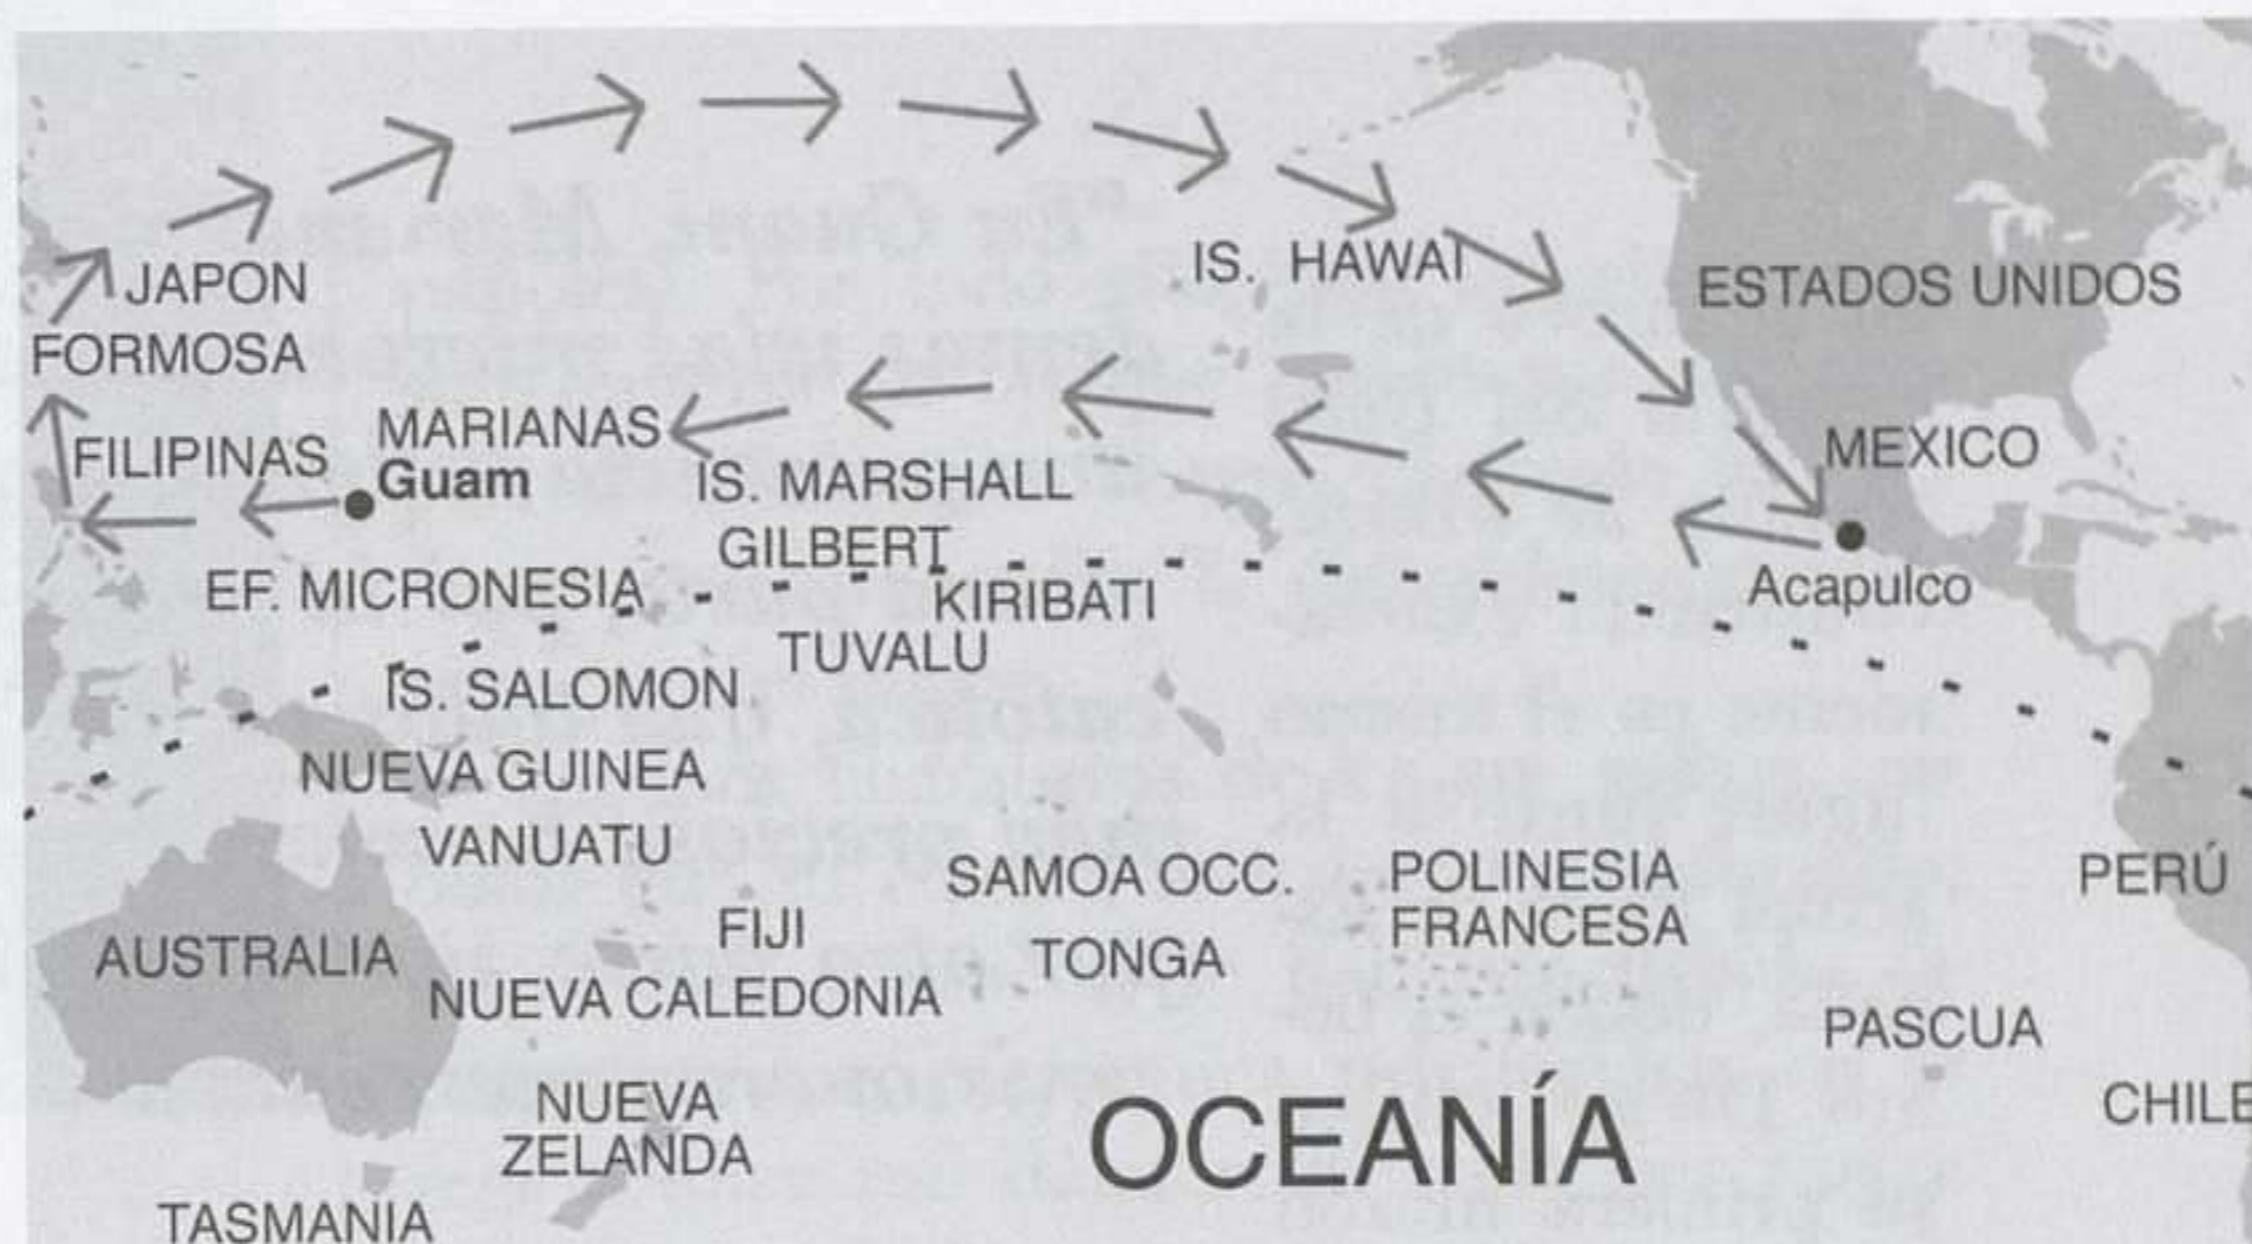 JAPON
IS. HAWAI
ESTADOS UNIDOS
FORMOSA
FILIPINAS
MARIANAS
Guam
MEXICO
IS. MARSHALL
GILBERT
EF. MICRONESIA
KIRIBATI
Acapulco
TUVALU
IS. SALOMON
NUEVA GUINEA
VANUATU
SAMOA OCC.
POLINESIA
FRANCESA
PERÚ
AUSTRALIA
FIJI
TONGA
NUEVA CALEDONIA
PASCUA
NUEVA
ZELANDA
OCEANÍA
CHILE
TASMANIA